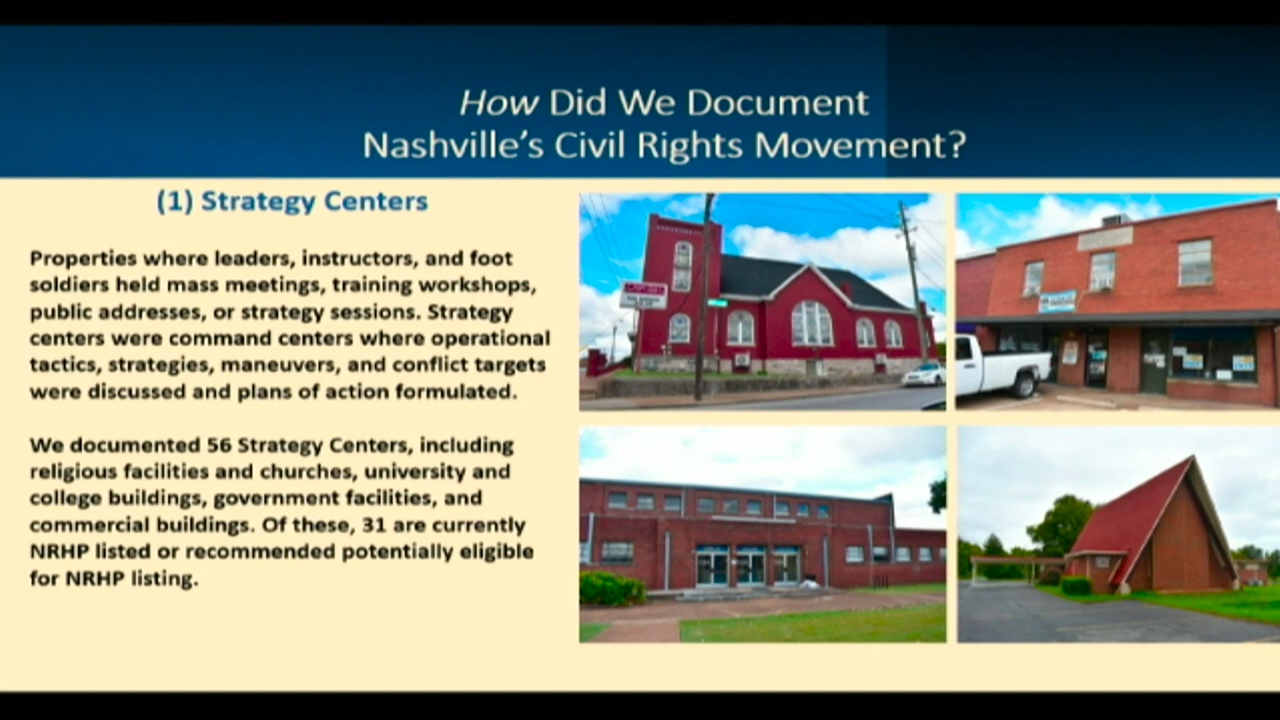 How Did We Document
Nashville's Civil Rights Movement?
(1) Strategy Centers
Properties where leaders, instructors, and foot
soldiers held mass meetings, training workshops,
public addresses, or strategy sessions. Strategy
centers were command centers where operational
tactics, strategies, maneuvers, and conflict targets
were discussed and plans of action formulated.
We documented 56 Strategy Centers, including
religious facilities and churches, university and
college buildings, government facilities, and
commercial buildings. Of these, 31 are currently
NRHP listed or recommended potentially eligible
for NRHP listing.